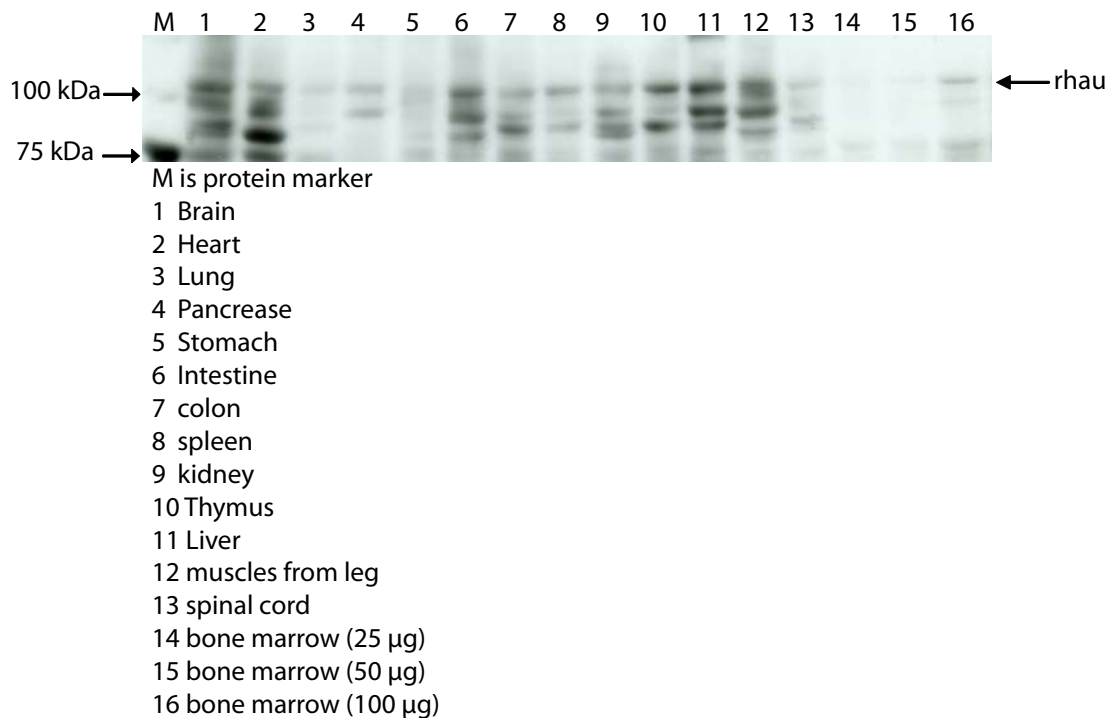 M 1 2 3 4 5 6 7 8 9 10 11 12 13 14 15 16
100 kDa
rhau
75 kDa
M is protein marker
1 Brain
2 Heart
3 Lung
4 Pancrease
5 Stomach
6 Intestine
7 colon
8 spleen
9 kidney
10 Thymus
11 Liver
12 muscles from leg
13 spinal cord
14 bone marrow (25 µg)
15 bone marrow (50 µg)
16 bone marrow (100 µg)